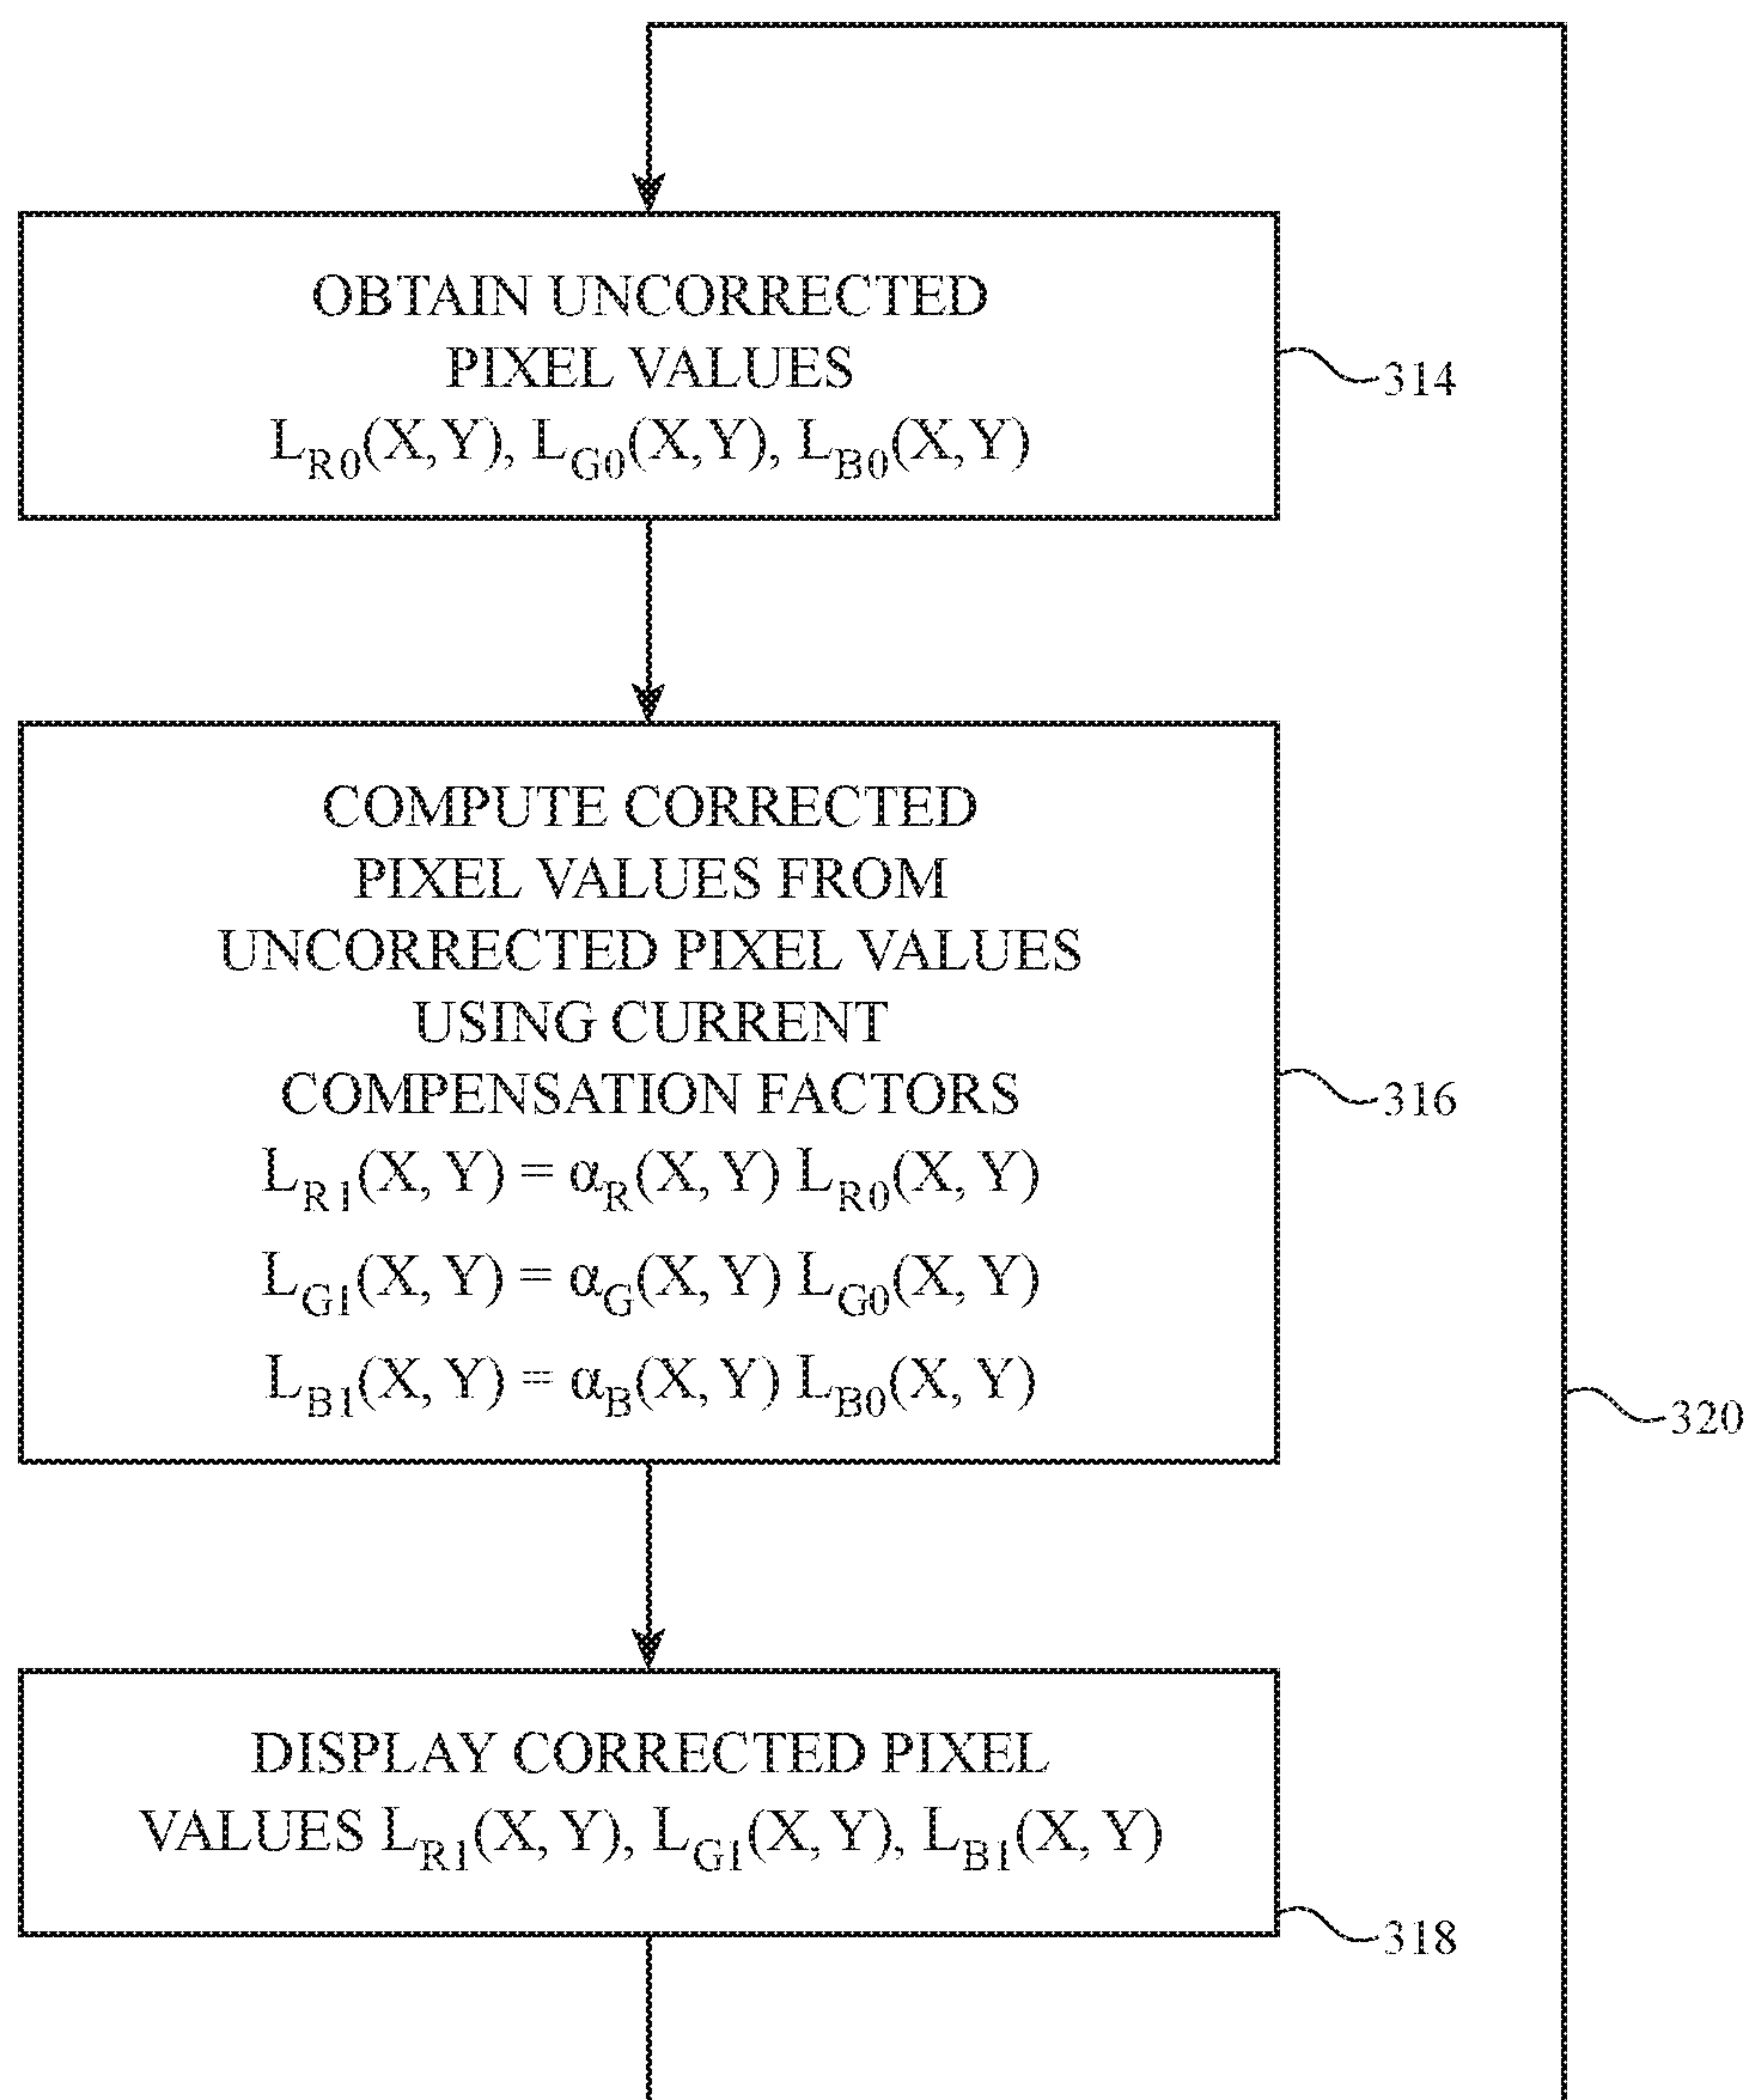 OBTAIN UNCORRECTED
PIXEL VALUES
L_R0(X,Y), L_G0(X,Y), L_B0(X,Y)
314
COMPUTE CORRECTED
PIXEL VALUES FROM
UNCORRECTED PIXEL VALUES
USING CURRENT
COMPENSATION FACTORS
L_R1(X, Y) = α_R(X, Y) L_R0(X, Y)
L_G1(X, Y) = α_G(X, Y) L_G0(X, Y)
L_B1(X, Y) = α_B(X, Y) L_B0(X, Y)
316
320
DISPLAY CORRECTED PIXEL
VALUES L_R1(X, Y), L_G1(X, Y), L_B1(X, Y)
318